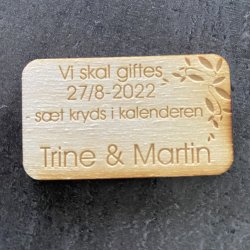 Vi skal giftes
27/8-2022
- sæt kryds i kalenderen
Trine & Martin